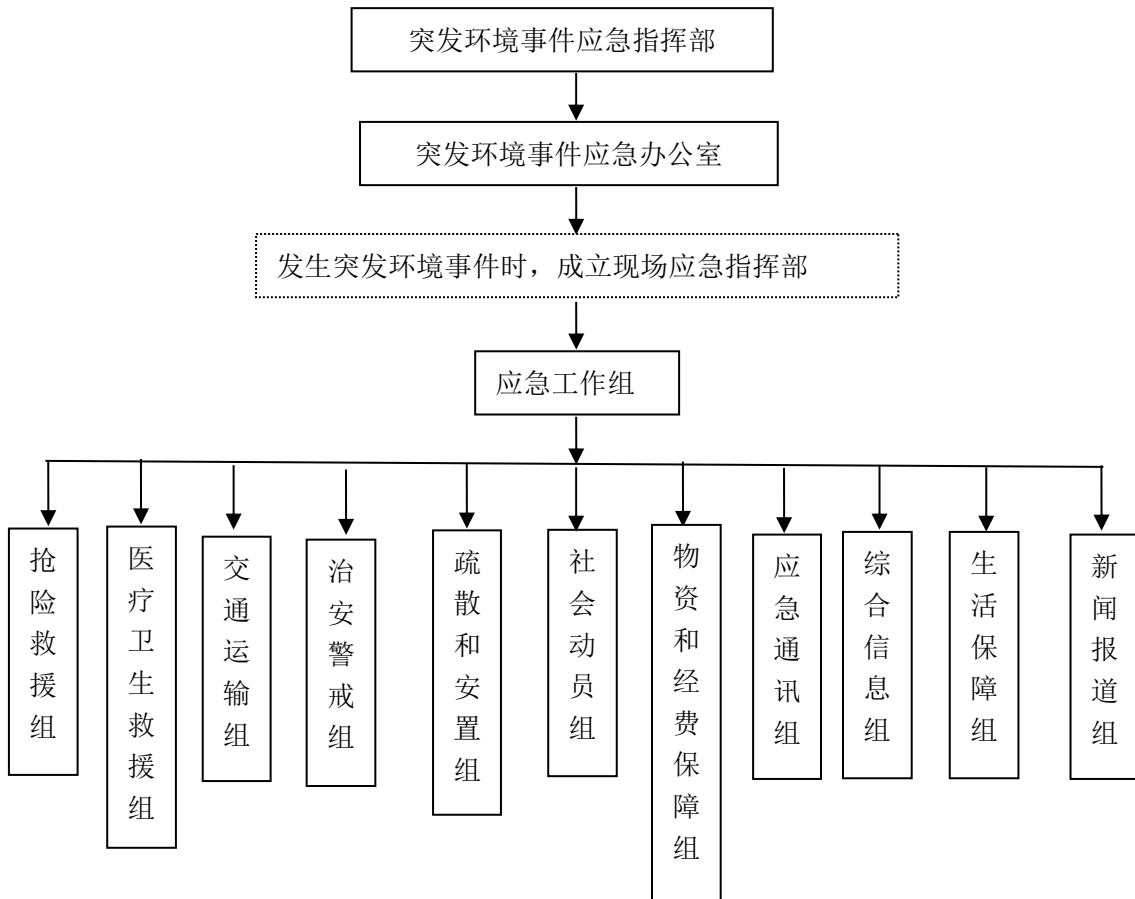 突发环境事件应急指挥部
突发环境事件应急办公室
发生突发环境事件时，成立现场应急指挥部
应急工作组
抢险救援组
医疗卫生救援组
交通运输组
治安警戒组
疏散和安置组
社会动员组
物资和经费保障组
应急通讯组
综合信息组
生活保障组
新闻报道组